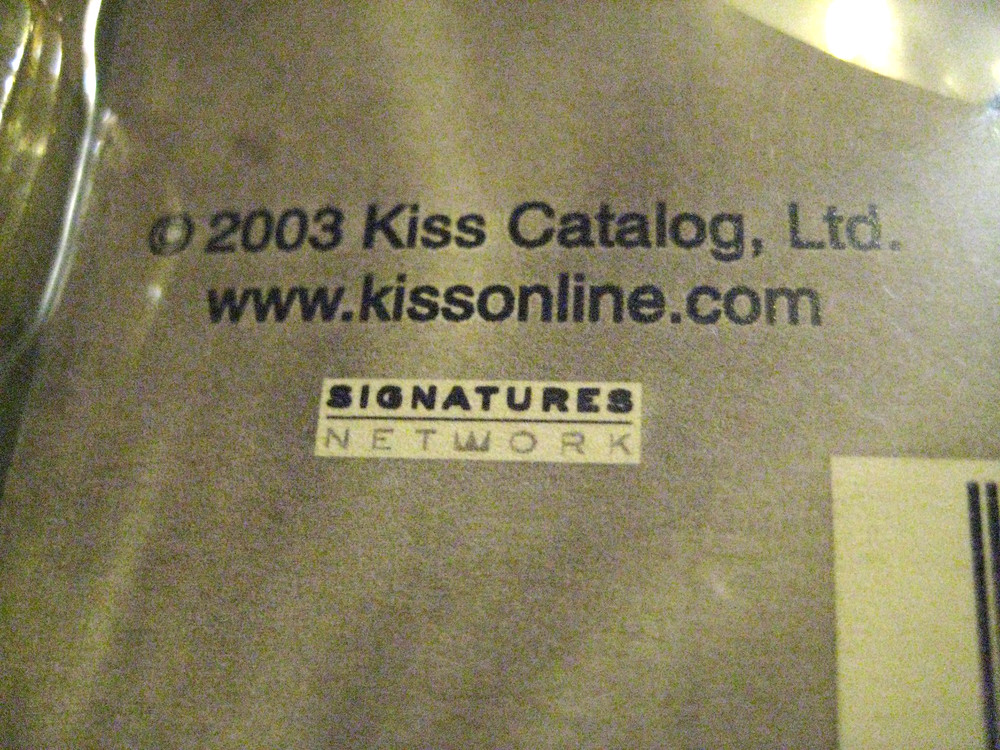 © 2003 Kiss Catalog, Ltd.
www.kissonline.com
SIGNATURES
NETWORK